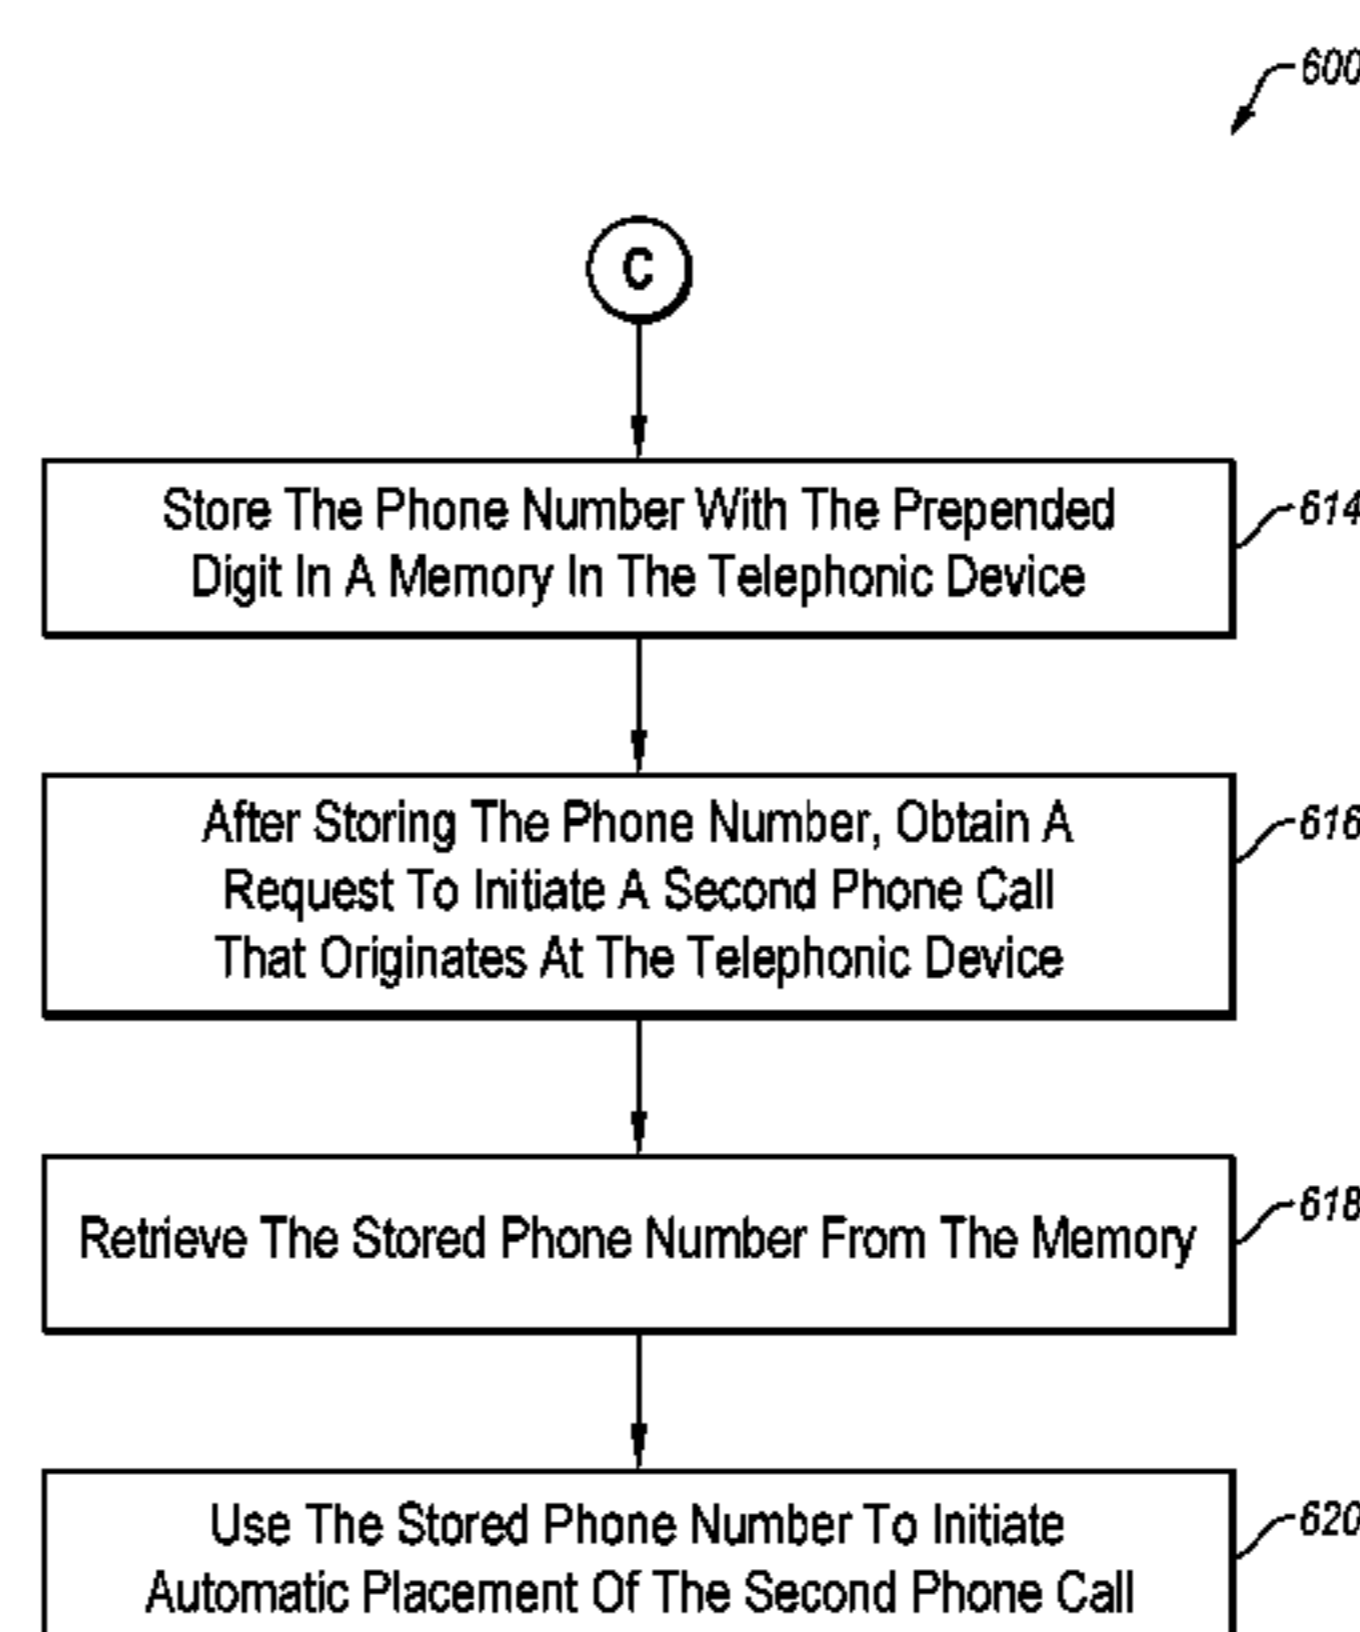 600
C
Store The Phone Number With The Prepended
Digit In A Memory In The Telephonic Device
614
After Storing The Phone Number, Obtain A
Request To Initiate A Second Phone Call
That Originates At The Telephonic Device
616
Retrieve The Stored Phone Number From The Memory
618
Use The Stored Phone Number To Initiate
Automatic Placement Of The Second Phone Call
620